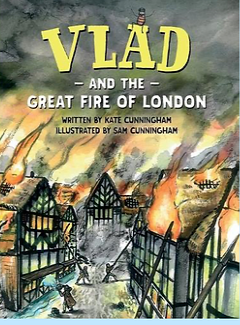 VLAD
– AND THE –
GREAT FIRE OF LONDON
WRITTEN BY KATE CUNNINGHAM
ILLUSTRATED BY SAM CUNNINGHAM